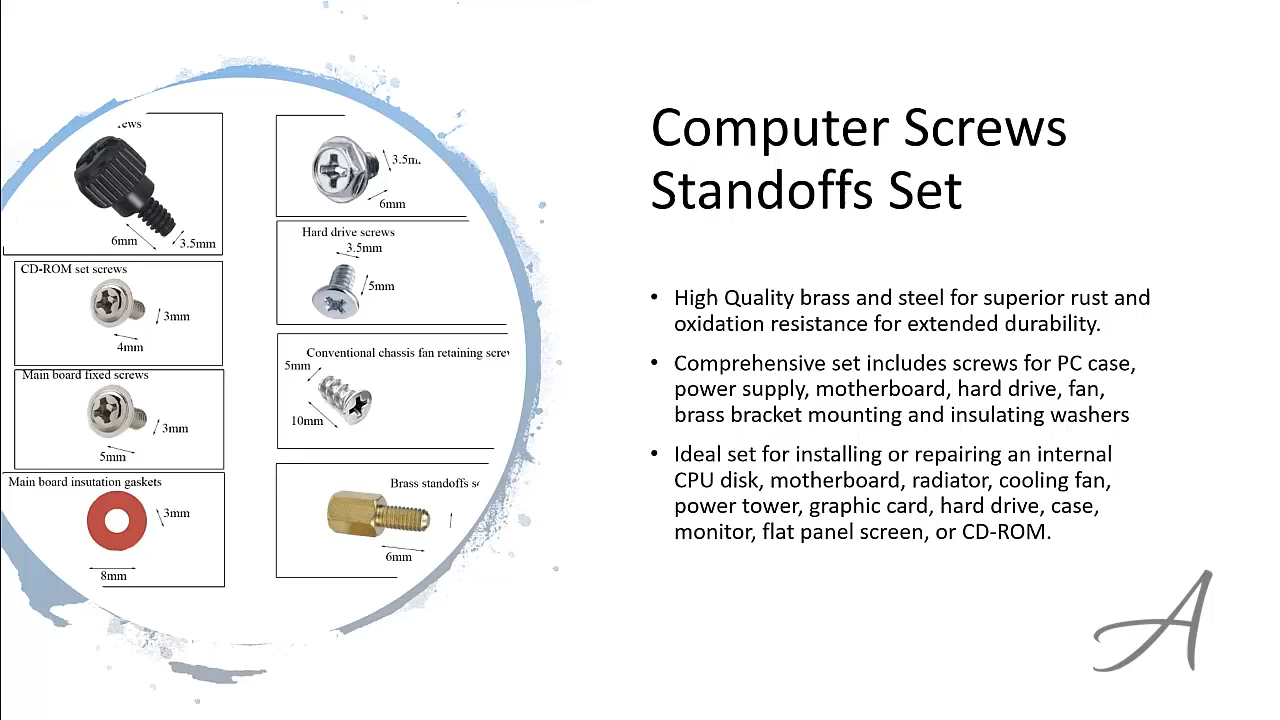 Computer Screws
Standoffs Set
• High Quality brass and steel for superior rust and
oxidation resistance for extended durability.
• Comprehensive set includes screws for PC case,
power supply, motherboard, hard drive, fan,
brass bracket mounting and insulating washers
• Ideal set for installing or repairing an internal
CPU disk, motherboard, radiator, cooling fan,
power tower, graphic card, hard drive, case,
monitor, flat panel screen, or CD-ROM.
6mm
3.5mm
CD-ROM set screws
3mm
4mm
Main board fixed screws
3mm
5mm
Main board insutation gaskets
3mm
8mm
6mm
Hard drive screws
3.5mm
5mm
Conventional chassis fan retaining
5mm
10mm
Brass standoffs
6mm
A